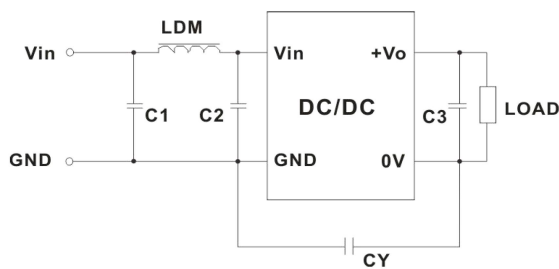 LDM
Vin
Vin
+Vo
C1
C2
DC/DC
C3
LOAD
GND
GND
0V
CY